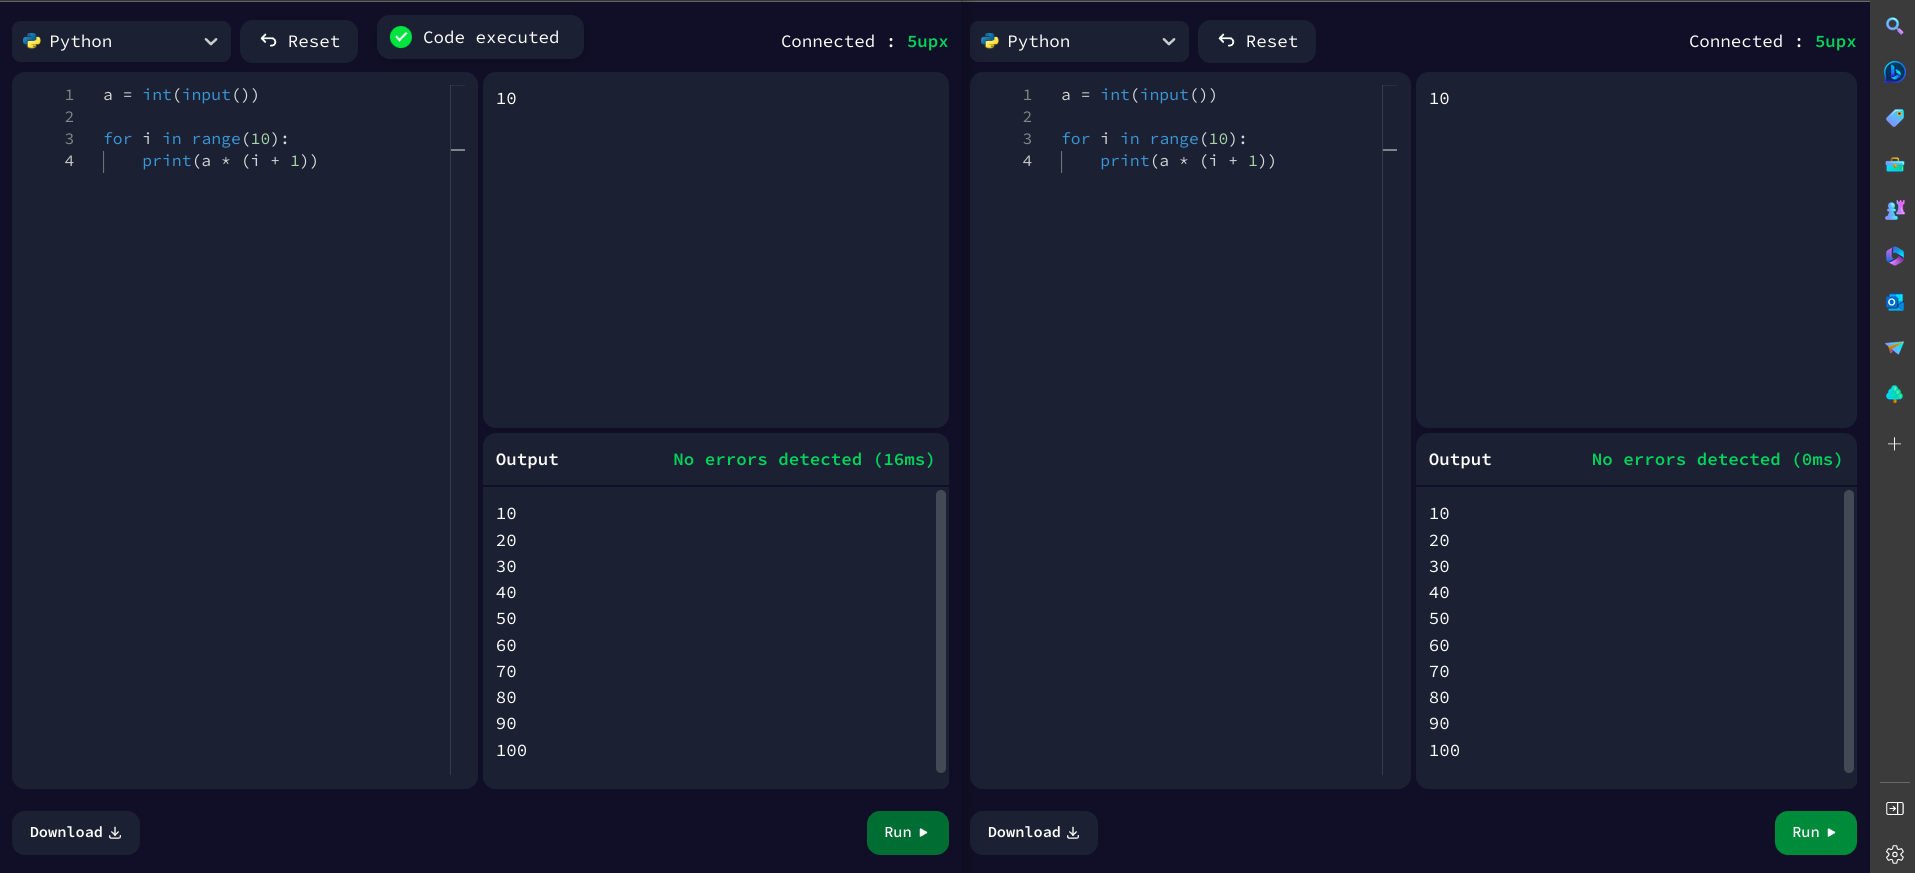 Python
Reset
Code executed
Connected : 5upx
1 a = int(input())
2
3 for i in range(10):
4 print(a * (i + 1))
10
Output
No errors detected (16ms)
10
20
30
40
50
60
70
80
90
100
Download
Run
Python
Reset
Connected : 5upx
1 a = int(input())
2
3 for i in range(10):
4 print(a * (i + 1))
10
Output
No errors detected (0ms)
10
20
30
40
50
60
70
80
90
100
Download
Run